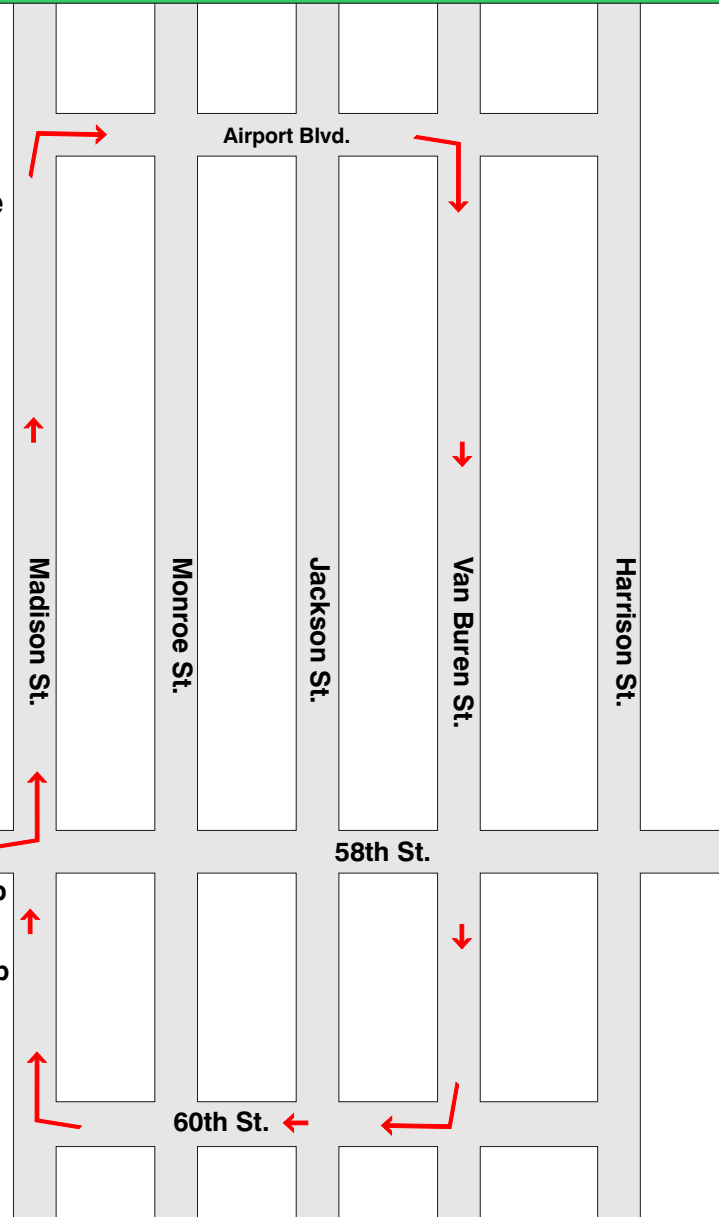 Airport Blvd.
Madison St.
Monroe St.
Jackson St.
Van Buren St.
Harrison St.
58th St.
60th St.